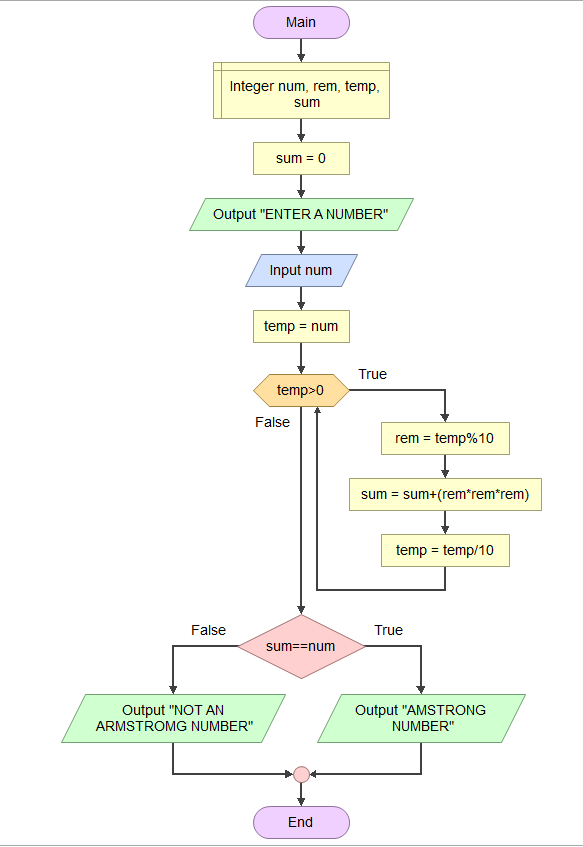 Main
Integer num, rem, temp,
sum
sum = 0
Output "ENTER A NUMBER"
Input num
temp = num
temp>0
True
False
rem = temp%10
sum = sum+(rem*rem*rem)
temp = temp/10
False
True
sum==num
Output "NOT AN
ARMSTROMG NUMBER"
Output "AMSTRONG
NUMBER"
End